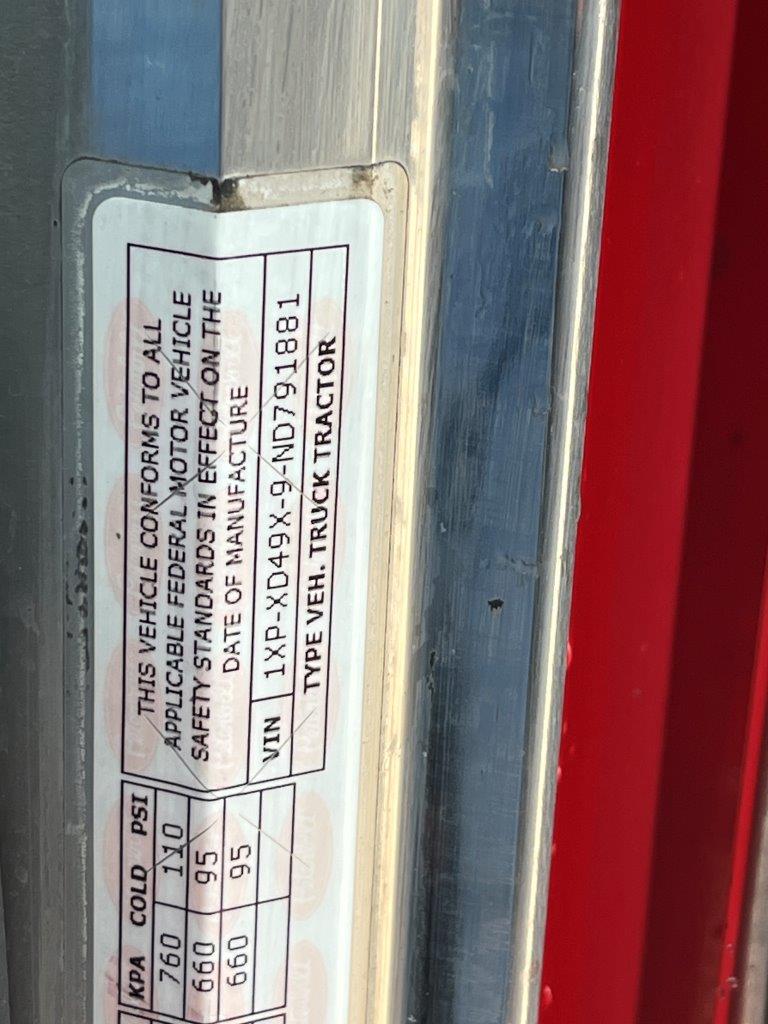 KPA COLD PSI
760 110
660 95
660 95
THIS VEHICLE CONFORMS TO ALL
APPLICABLE FEDERAL MOTOR VEHICLE
SAFETY STANDARDS IN EFFECT ON THE
DATE OF MANUFACTURE
VIN 1XP-XD49X-9-ND791881
TYPE VEH. TRUCK TRACTOR